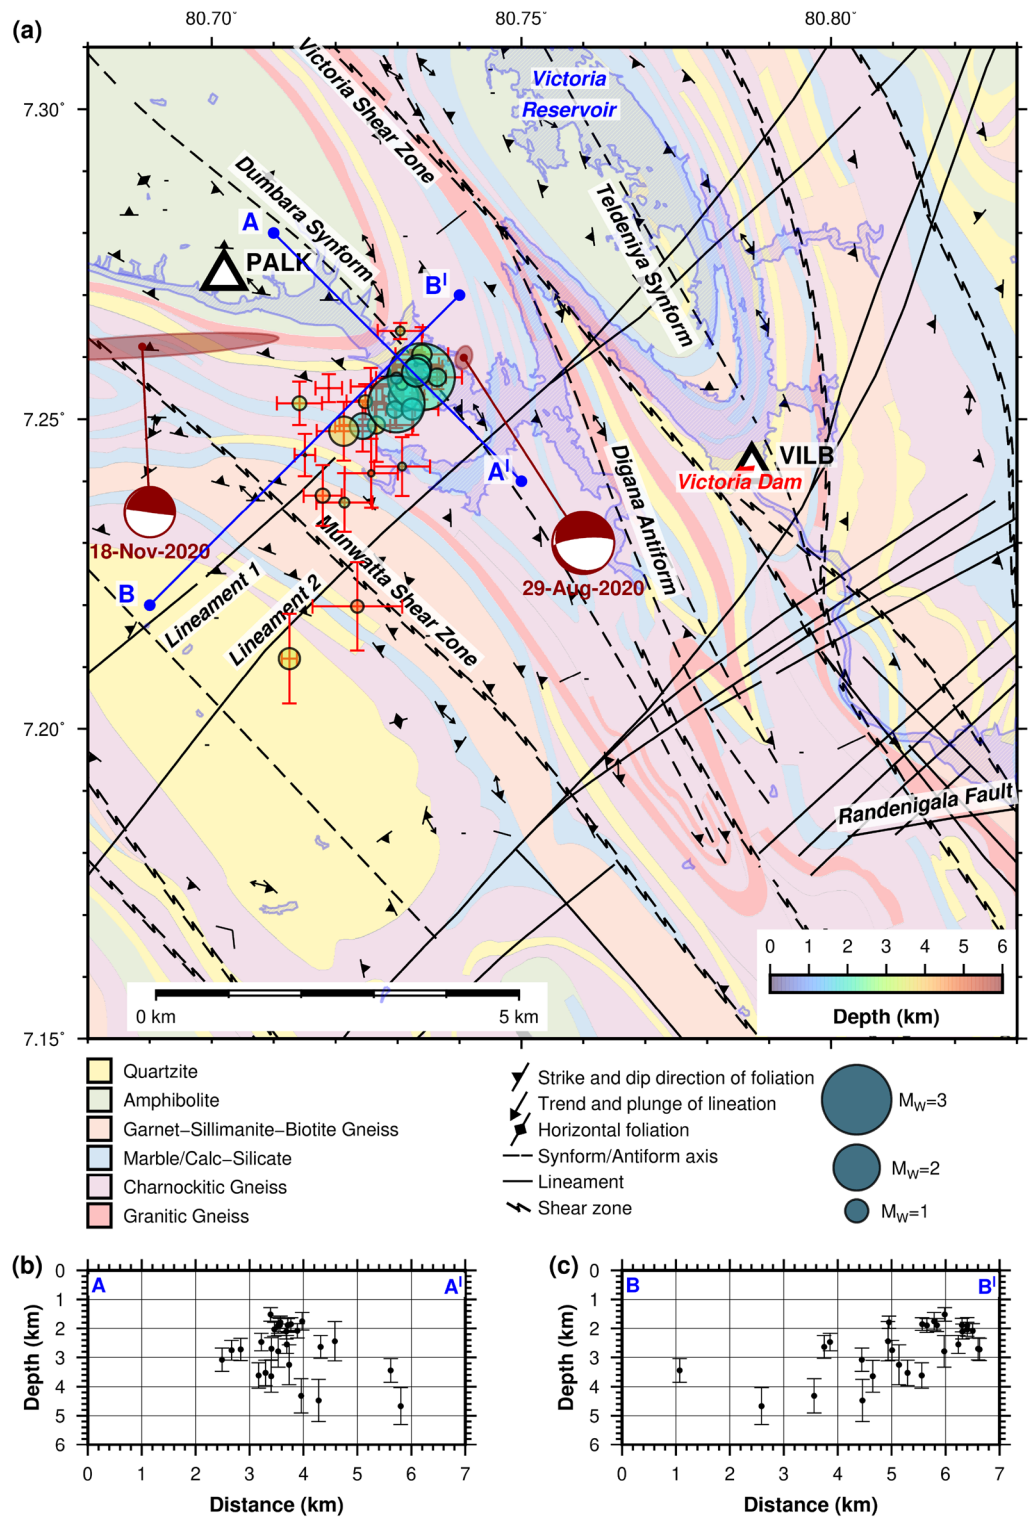 (a)
80.70°
80.75°
80.80°
7.30°
7.25°
7.20°
7.15°
Victoria Shear Zone
Victoria
Reservoir
Dumbara Synform
Teldeniya Synform
A
PALK
B'
A'
VILB
Victoria Dam
Digana Antiform
18-Nov-2020
29-Aug-2020
Munwatta Shear Zone
B
Lineament 1
Lineament 2
Randenigala Fault
0 1 2 3 4 5 6
Depth (km)
0 km
5 km
Quartzite
Amphibolite
Garnet−Sillimanite−Biotite Gneiss
Marble/Calc−Silicate
Charnockitic Gneiss
Granitic Gneiss
Strike and dip direction of foliation
Trend and plunge of lineation
Horizontal foliation
Synform/Antiform axis
Lineament
Shear zone
MW=3
MW=2
MW=1
(b)
A
A'
0
1
2
3
4
5
6
Depth (km)
0 1 2 3 4 5 6 7
Distance (km)
(c)
B
B'
0
1
2
3
4
5
6
Depth (km)
0 1 2 3 4 5 6 7
Distance (km)